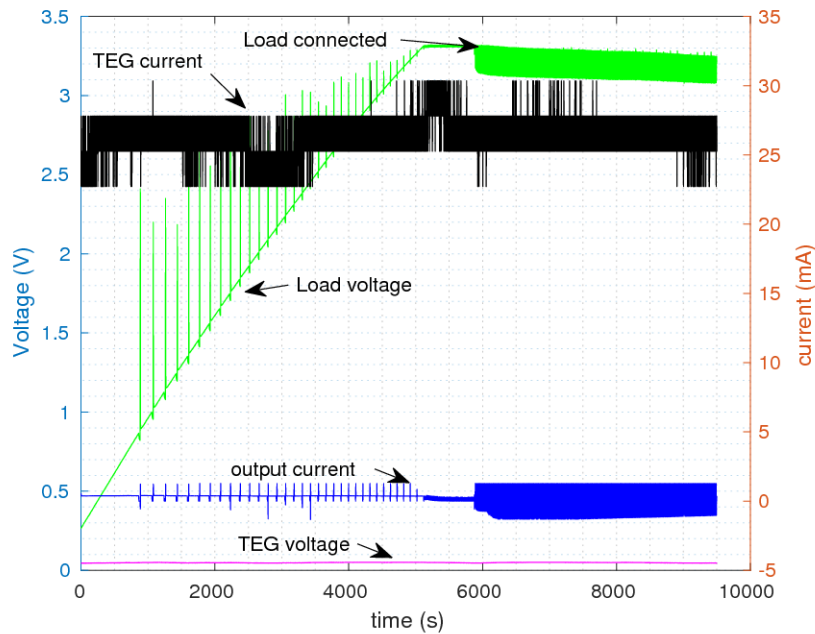 3.5
3
2.5
2
1.5
1
0.5
0
Voltage (V)
35
30
25
20
15
10
5
0
-5
current (mA)
Load connected
TEG current
Load voltage
output current
TEG voltage
0
2000
4000
6000
8000
10000
time (s)